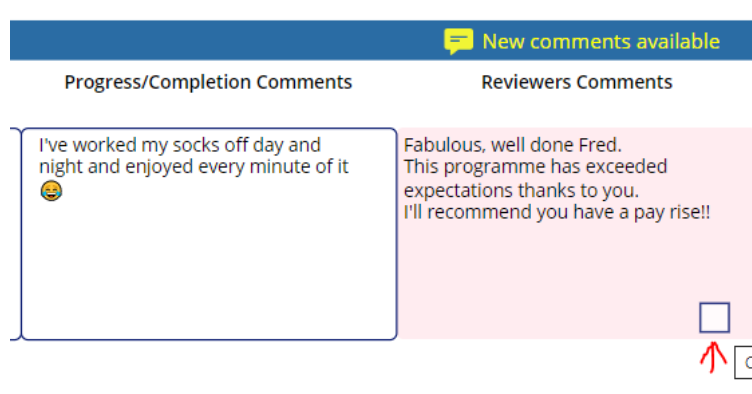 New comments available
Progress/Completion Comments
Reviewers Comments
I've worked my socks off day and
night and enjoyed every minute of it
😂
Fabulous, well done Fred.
This programme has exceeded
expectations thanks to you.
I'll recommend you have a pay rise!!